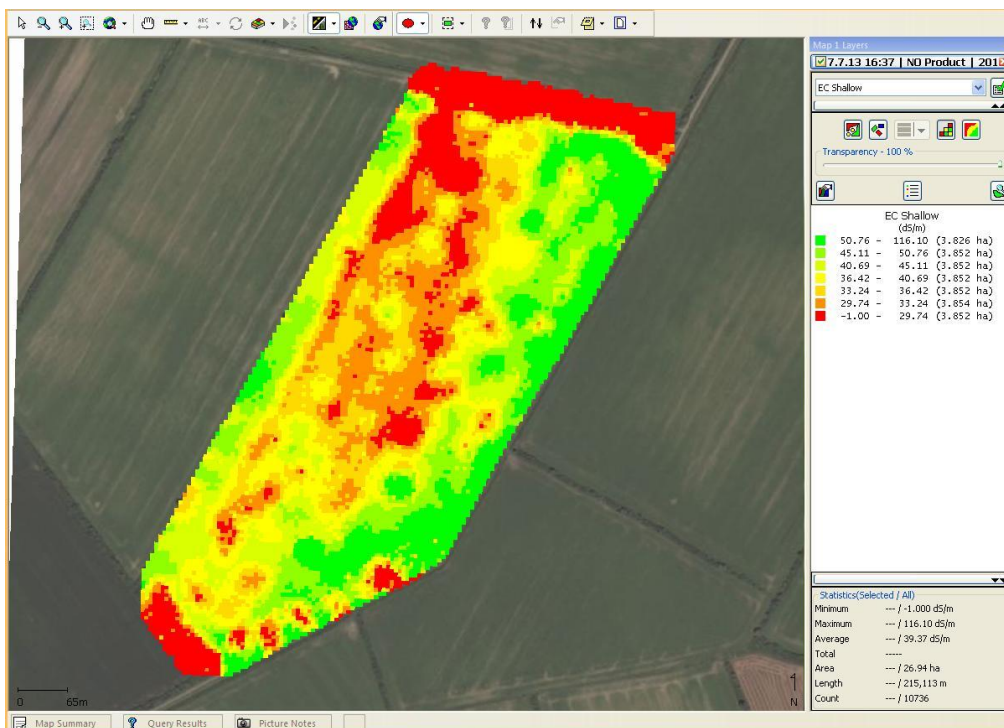 ABC
Map 1 Layers
7.7.13 16:37 | NO Product | 201
EC Shallow
Transparency - 100 %
EC Shallow
(dS/m)
50.76 - 116.10 (3.826 ha)
45.11 - 50.76 (3.852 ha)
40.69 - 45.11 (3.852 ha)
36.42 - 40.69 (3.852 ha)
33.24 - 36.42 (3.852 ha)
29.74 - 33.24 (3.854 ha)
-1.00 - 29.74 (3.852 ha)
Statistics(Selected / All)
Minimum --- / -1.000 dS/m
Maximum --- / 116.10 dS/m
Average --- / 39.37 dS/m
Total -----
Area --- / 26.94 ha
Length --- / 215,113 m
Count --- / 10736
0 65m
N
Map Summary Query Results Picture Notes